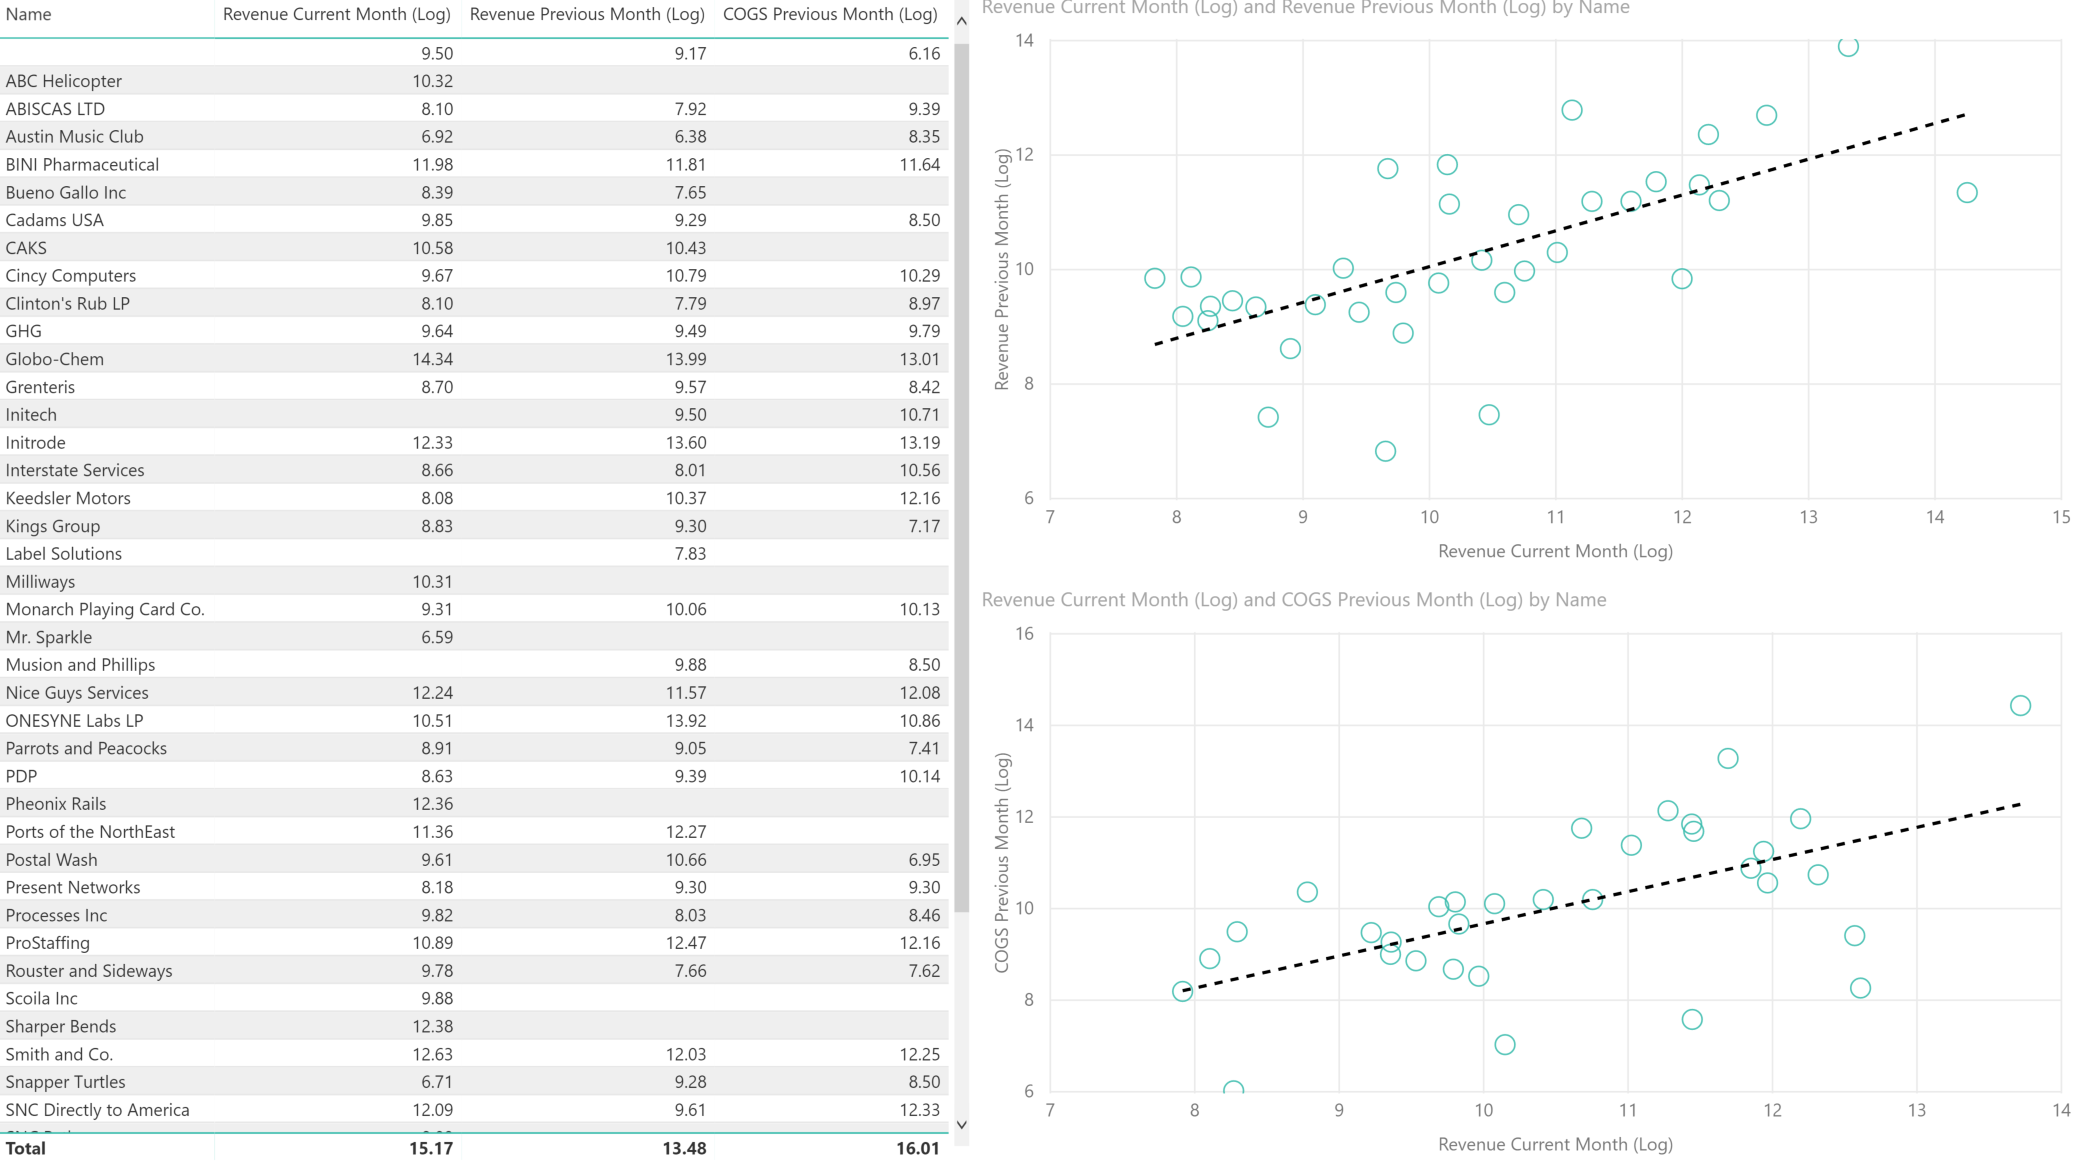 Name Revenue Current Month (Log) Revenue Previous Month (Log) COGS Previous Month (Log)
9.50 9.17 6.16
ABC Helicopter 10.32
ABISCAS LTD 8.10 7.92 9.39
Austin Music Club 6.92 6.38 8.35
BINI Pharmaceutical 11.98 11.81 11.64
Bueno Gallo Inc 8.39 7.65
Cadams USA 9.85 9.29 8.50
CAKS 10.58 10.43
Cincy Computers 9.67 10.79 10.29
Clinton's Rub LP 8.10 7.79 8.97
GHG 9.64 9.49 9.79
Globo-Chem 14.34 13.99 13.01
Grenteris 8.70 9.57 8.42
Initech 9.50 10.71
Initrode 12.33 13.60 13.19
Interstate Services 8.66 8.01 10.56
Keedsler Motors 8.08 10.37 12.16
Kings Group 8.83 9.30 7.17
Label Solutions 7.83
Milliways 10.31
Monarch Playing Card Co. 9.31 10.06 10.13
Mr. Sparkle 6.59
Musion and Phillips 9.88 8.50
Nice Guys Services 12.24 11.57 12.08
ONESYNE Labs LP 10.51 13.92 10.86
Parrots and Peacocks 8.91 9.05 7.41
PDP 8.63 9.39 10.14
Pheonix Rails 12.36
Ports of the NorthEast 11.36 12.27
Postal Wash 9.61 10.66 6.95
Present Networks 8.18 9.30 9.30
Processes Inc 9.82 8.03 8.46
ProStaffing 10.89 12.47 12.16
Rouster and Sideways 9.78 7.66 7.62
Scoila Inc 9.88
Sharper Bends 12.38
Smith and Co. 12.63 12.03 12.25
Snapper Turtles 6.71 9.28 8.50
SNC Directly to America 12.09 9.61 12.33
Total 15.17 13.48 16.01
Revenue Current Month (Log) and Revenue Previous Month (Log) by Name
Revenue Previous Month (Log)
14
12
10
8
6
7 8 9 10 11 12 13 14 15
Revenue Current Month (Log)
Revenue Current Month (Log) and COGS Previous Month (Log) by Name
COGS Previous Month (Log)
16
14
12
10
8
6
7 8 9 10 11 12 13 14
Revenue Current Month (Log)